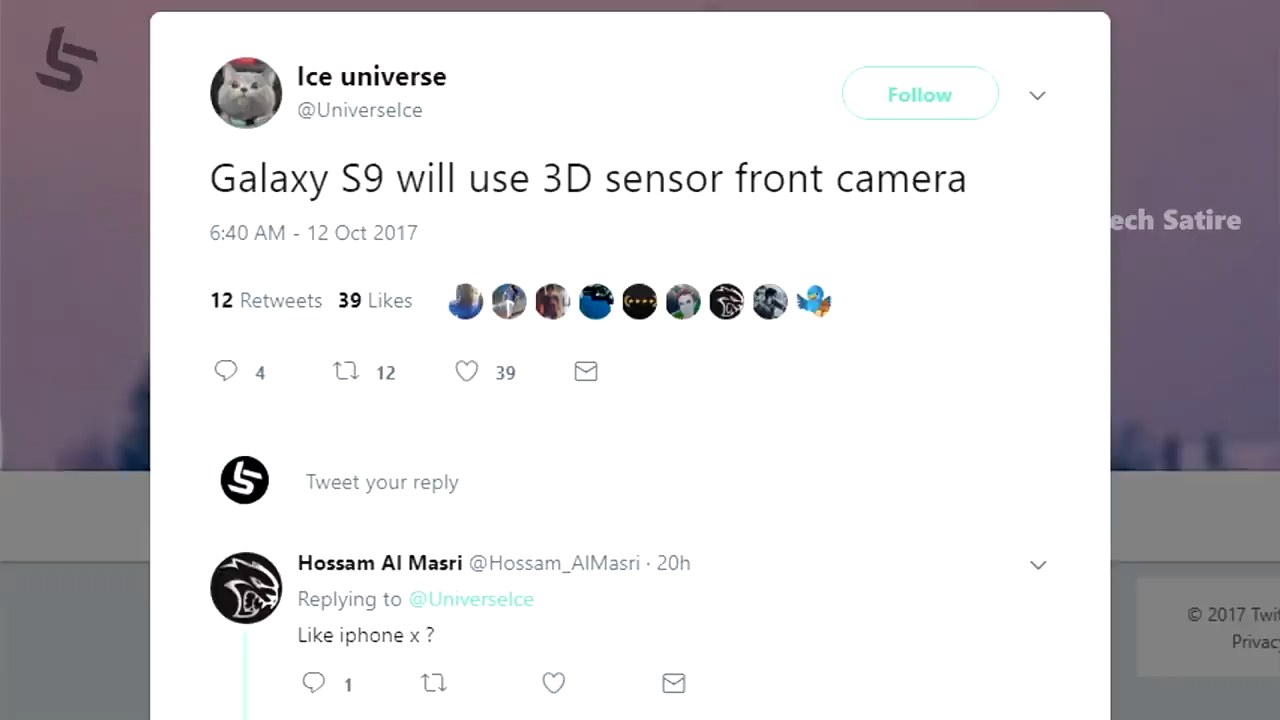 Ice universe
@UniverseIce
Follow
Galaxy S9 will use 3D sensor front camera
6:40 AM - 12 Oct 2017
ech Satire
12 Retweets 39 Likes
4 12 39
Tweet your reply
Hossam Al Masri @Hossam_AlMasri · 20h
Replying to @UniverseIce
© 2017 Twit
Like iphone x ?
Privacy
1